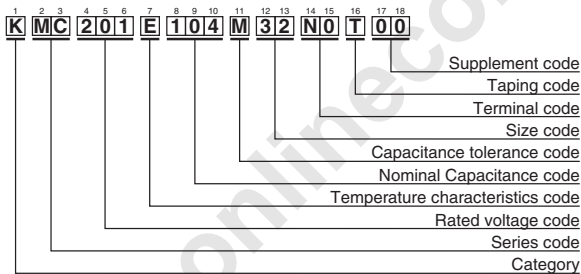 1 2 3 4 5 6 7 8 9 10 11 12 13 14 15 16 17 18
K MC 201 E 104 M 32 N0 T 00
Supplement code
Taping code
Terminal code
Size code
Capacitance tolerance code
Nominal Capacitance code
Temperature characteristics code
Rated voltage code
Series code
Category